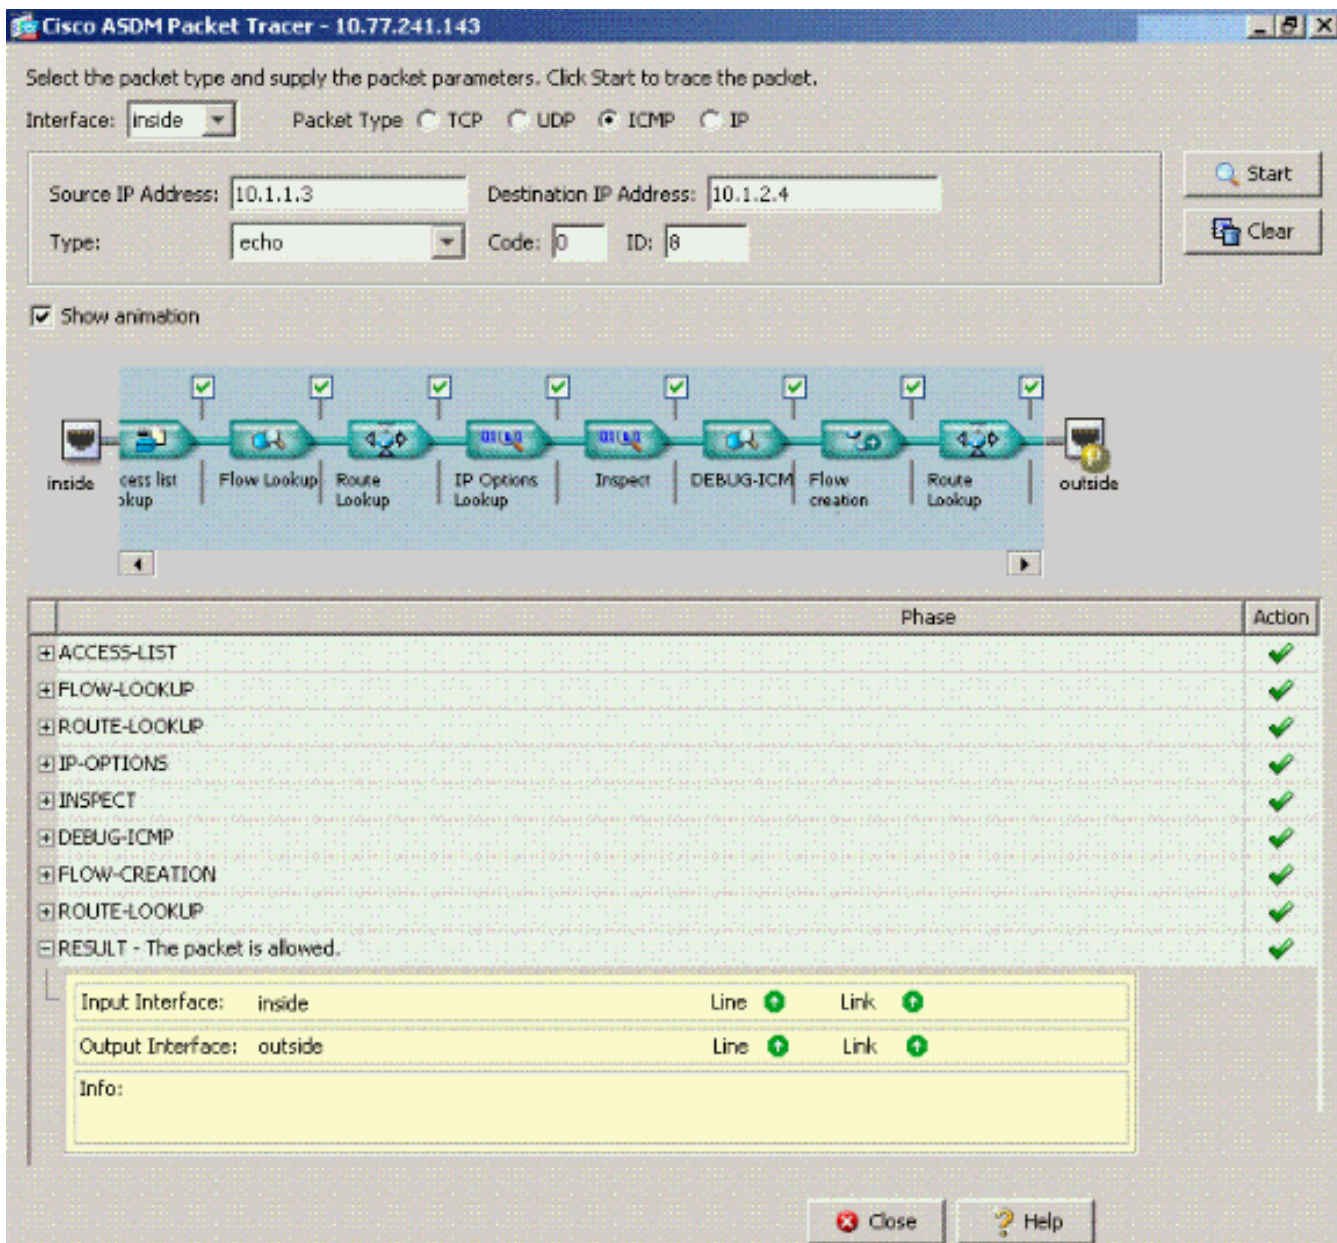 Cisco ASDM Packet Tracer - 10.77.241.143
Select the packet type and supply the packet parameters. Click Start to trace the packet.
Interface: inside Packet Type TCP UDP ICMP IP
Source IP Address: 10.1.1.3 Destination IP Address: 10.1.2.4
Start
Type: echo Code: 0 ID: 8
Clear
Show animation
inside
cess list
okup
Flow Lookup
Route
Lookup
IP Options
Lookup
Inspect
DEBUG-ICM
Flow
creation
Route
Lookup
outside
Phase Action
ACCESS-LIST
FLOW-LOOKUP
ROUTE-LOOKUP
IP-OPTIONS
INSPECT
DEBUG-ICMP
FLOW-CREATION
ROUTE-LOOKUP
RESULT - The packet is allowed.
Input Interface: inside Line Link
Output Interface: outside Line Link
Info:
Close Help